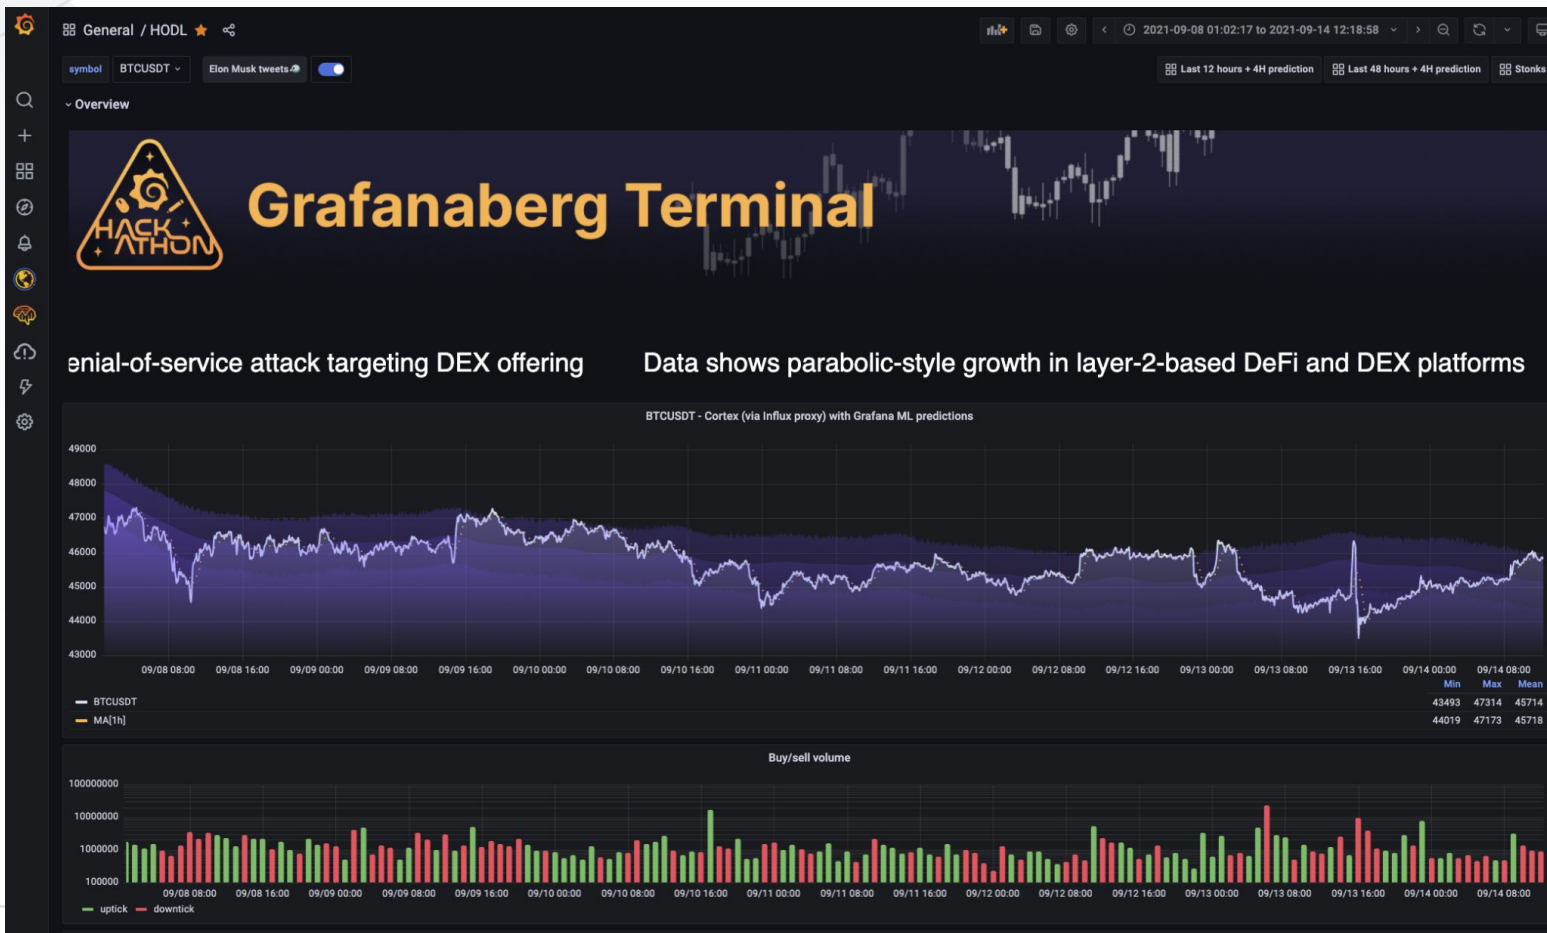 General / HODL
2021-09-08 01:02:17 to 2021-09-14 12:18:58
symbol BTCUSDT Elon Musk tweets
Last 12 hours + 4H prediction Last 48 hours + 4H prediction Stonks
Overview
HACK
ATHON
Grafanaberg Terminal
enial-of-service attack targeting DEX offering Data shows parabolic-style growth in layer-2-based DeFi and DEX platforms
BTCUSDT - Cortex (via Influx proxy) with Grafana ML predictions
49000
48000
47000
46000
45000
44000
43000
09/08 08:00 09/08 16:00 09/09 00:00 09/09 08:00 09/09 16:00 09/10 00:00 09/10 08:00 09/10 16:00 09/11 00:00 09/11 08:00 09/11 16:00 09/12 00:00 09/12 08:00 09/12 16:00 09/13 00:00 09/13 08:00 09/13 16:00 09/14 00:00 09/14 08:00
Min Max Mean
BTCUSDT 43493 47314 45714
MA[1h] 44019 47173 45718
Buy/sell volume
100000000
10000000
1000000
100000
09/08 08:00 09/08 16:00 09/09 00:00 09/09 08:00 09/09 16:00 09/10 00:00 09/10 08:00 09/10 16:00 09/11 00:00 09/11 08:00 09/11 16:00 09/12 00:00 09/12 08:00 09/12 16:00 09/13 00:00 09/13 08:00 09/13 16:00 09/14 00:00 09/14 08:00
uptick downtick